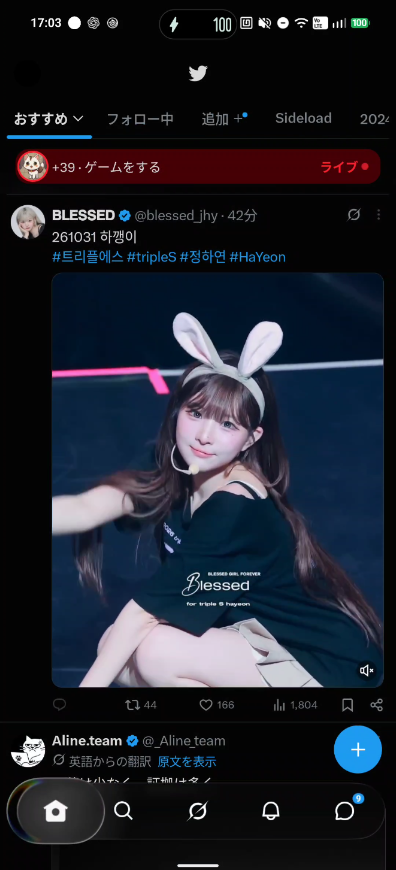 17:03
100
Vo LTE
100
おすすめ
フォロー中
追加 +
Sideload
2024
+39 · ゲームをする
ライブ
BLESSED @blessed_jhy · 42分
261031 하깽이
#트리플에스 #tripleS #정하연 #HaYeon
BLESSED GIRL FOREVER
Blessed
for triple S hayeon
44
166
1,804
Aline.team @_Aline_team
英語からの翻訳 原文を表示
9